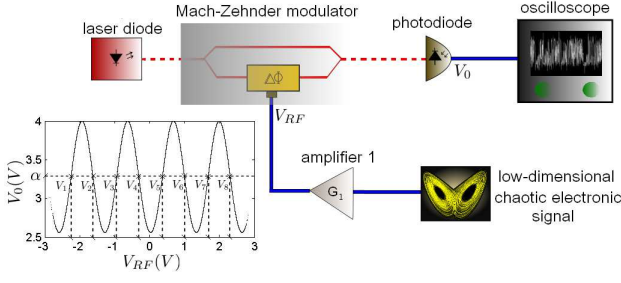 Mach-Zehnder modulator
oscilloscope
laser diode
photodiode
ΔΦ
V0
VRF
amplifier 1
G1
low-dimensional
chaotic electronic
signal
4
3.5
α
3
2.5
V0(V)
V1 V2 V3 V4 V5 V6 V7 V8
-3 -2 -1 0 1 2 3
VRF(V)